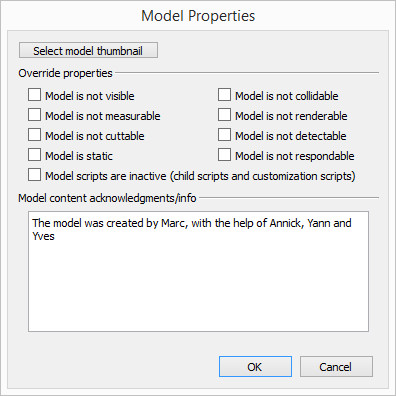 Model Properties
Select model thumbnail
Override properties
Model is not visible
Model is not collidable
Model is not measurable
Model is not renderable
Model is not cuttable
Model is not detectable
Model is static
Model is not respondable
Model scripts are inactive (child scripts and customization scripts)
Model content acknowledgments/info
The model was created by Marc, with the help of Annick, Yann and
Yves
OK
Cancel